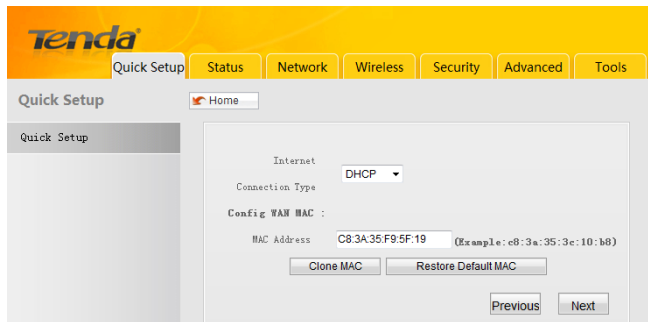 Tenda
Quick Setup Status Network Wireless Security Advanced Tools
Quick Setup
Home
Quick Setup
Internet
Connection Type
DHCP
Config WAN MAC :
MAC Address C8:3A:35:F9:5F:19 (Example:c8:3a:35:3c:10:b8)
Clone MAC Restore Default MAC
Previous Next